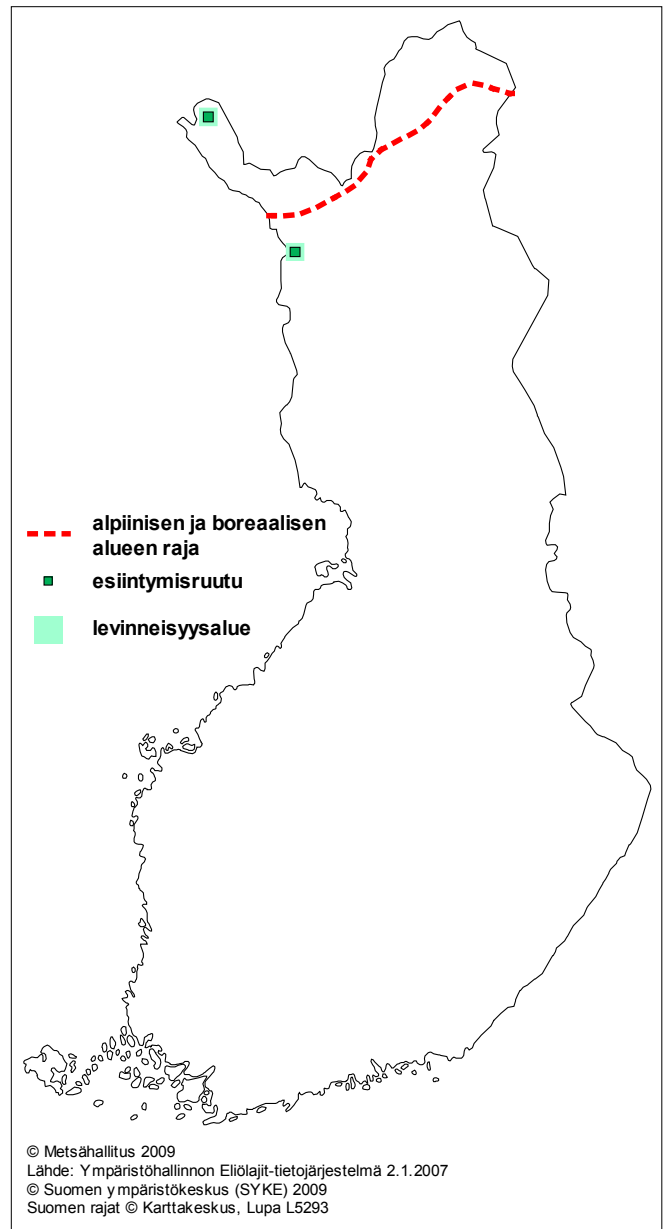 alpiinisen ja boreaalisen
alueen raja
esiintymisruutu
levinneisyysalue
© Metsähallitus 2009
Lähde: Ympäristöhallinnon Eliölajit-tietojärjestelmä 2.1.2007
© Suomen ympäristökeskus (SYKE) 2009
Suomen rajat © Karttakeskus, Lupa L5293